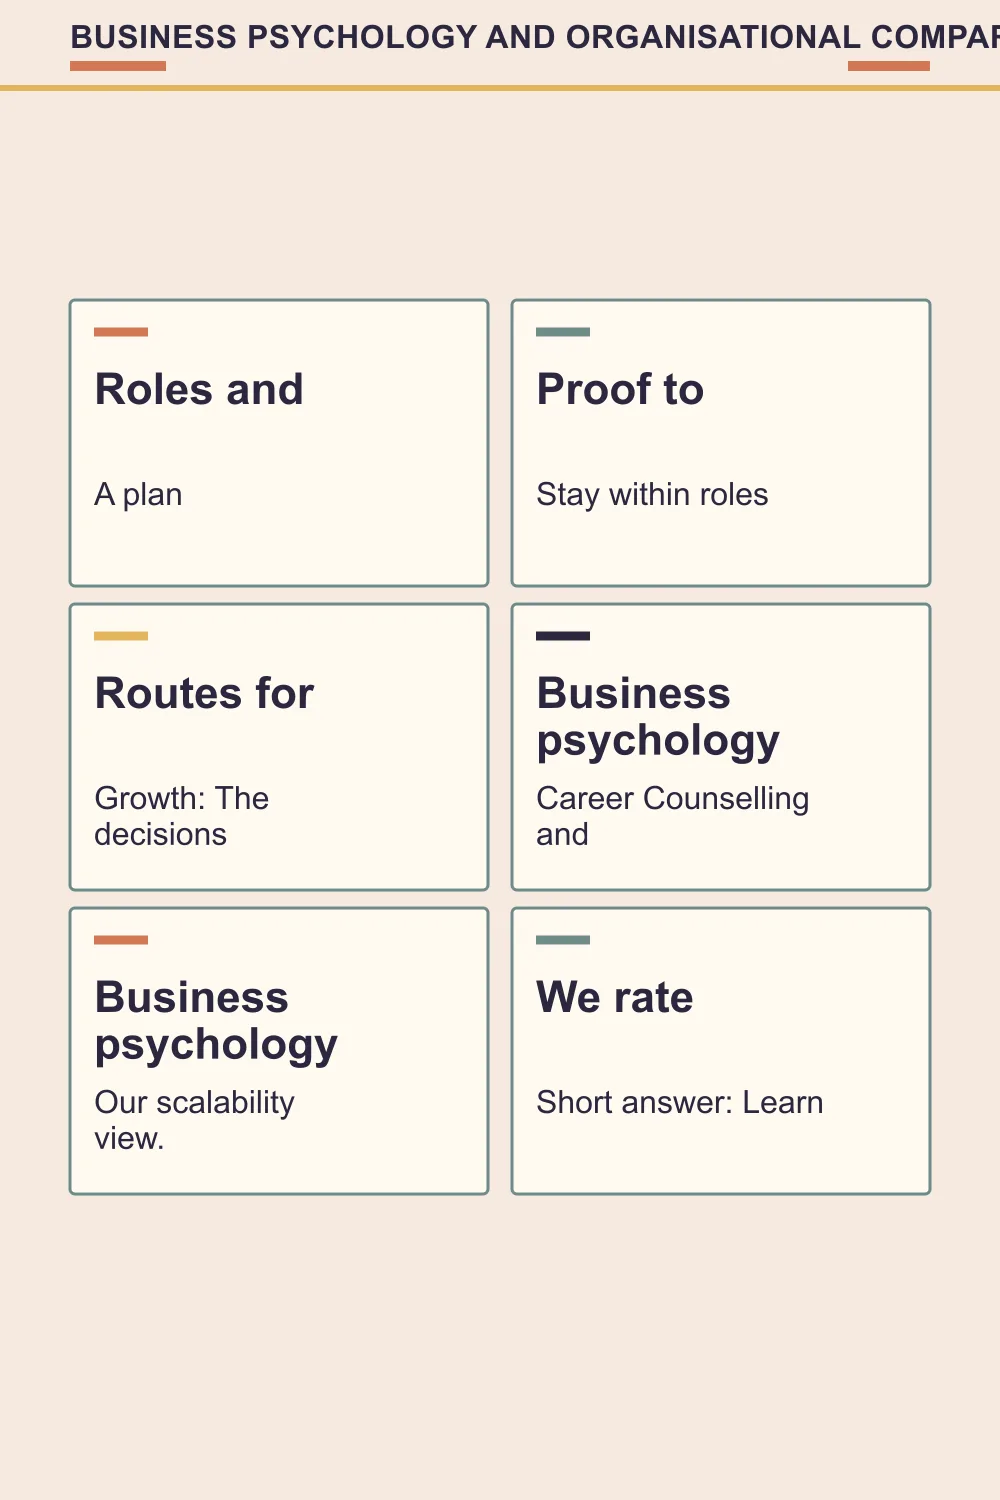 BUSINESS PSYCHOLOGY AND ORGANISATIONAL
Roles and
A plan
Proof to
Stay within roles
Routes for
Growth: The
decisions
Business
psychology
Career Counselling
and
Business
psychology
Our scalability
view.
We rate
Short answer: Learn